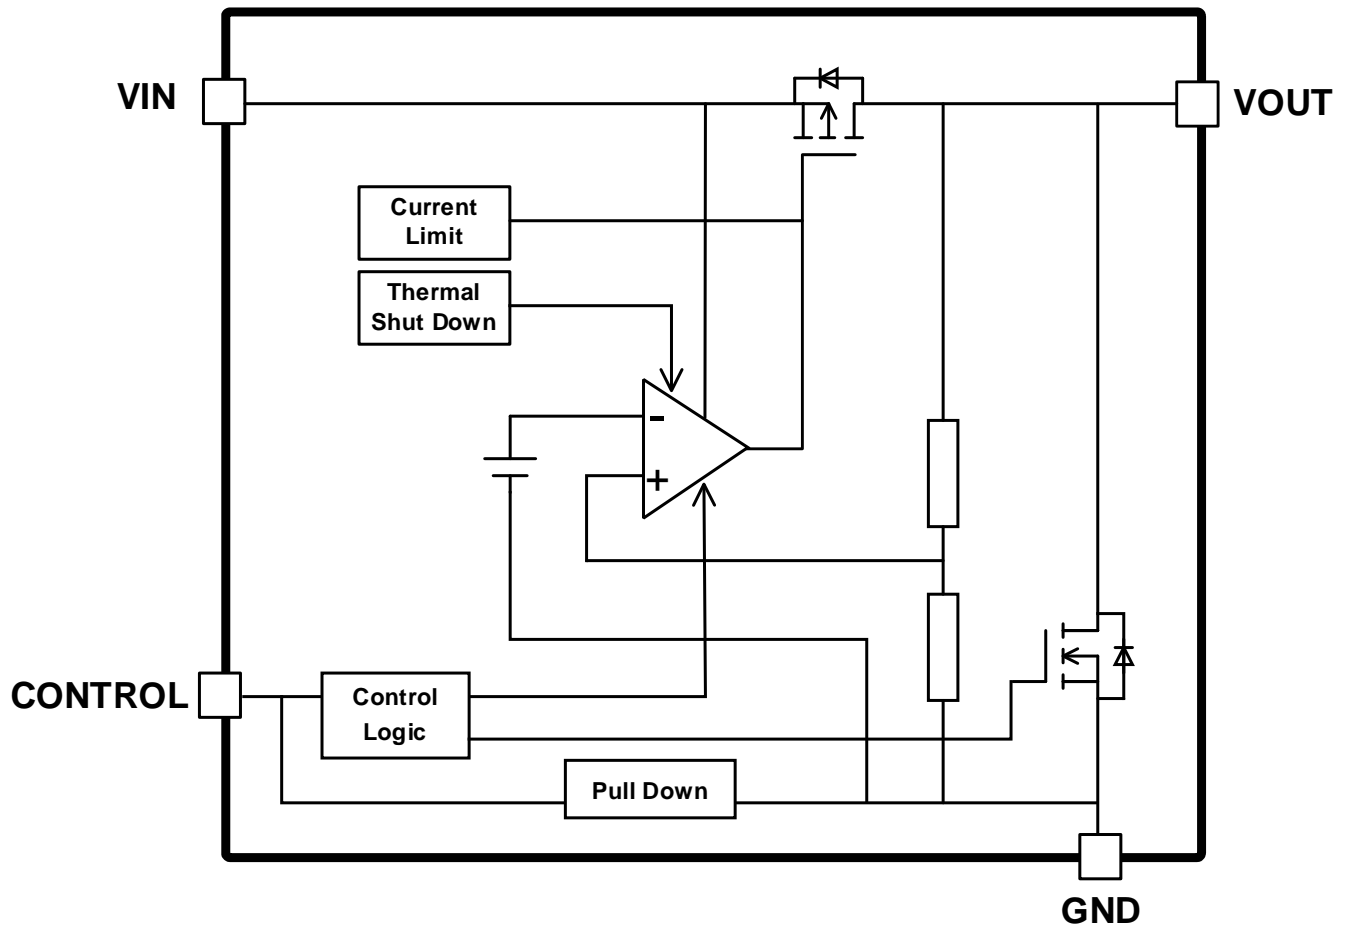 VIN
VOUT
Current
Limit
Thermal
Shut Down
-
+
CONTROL
Control
Logic
Pull Down
GND